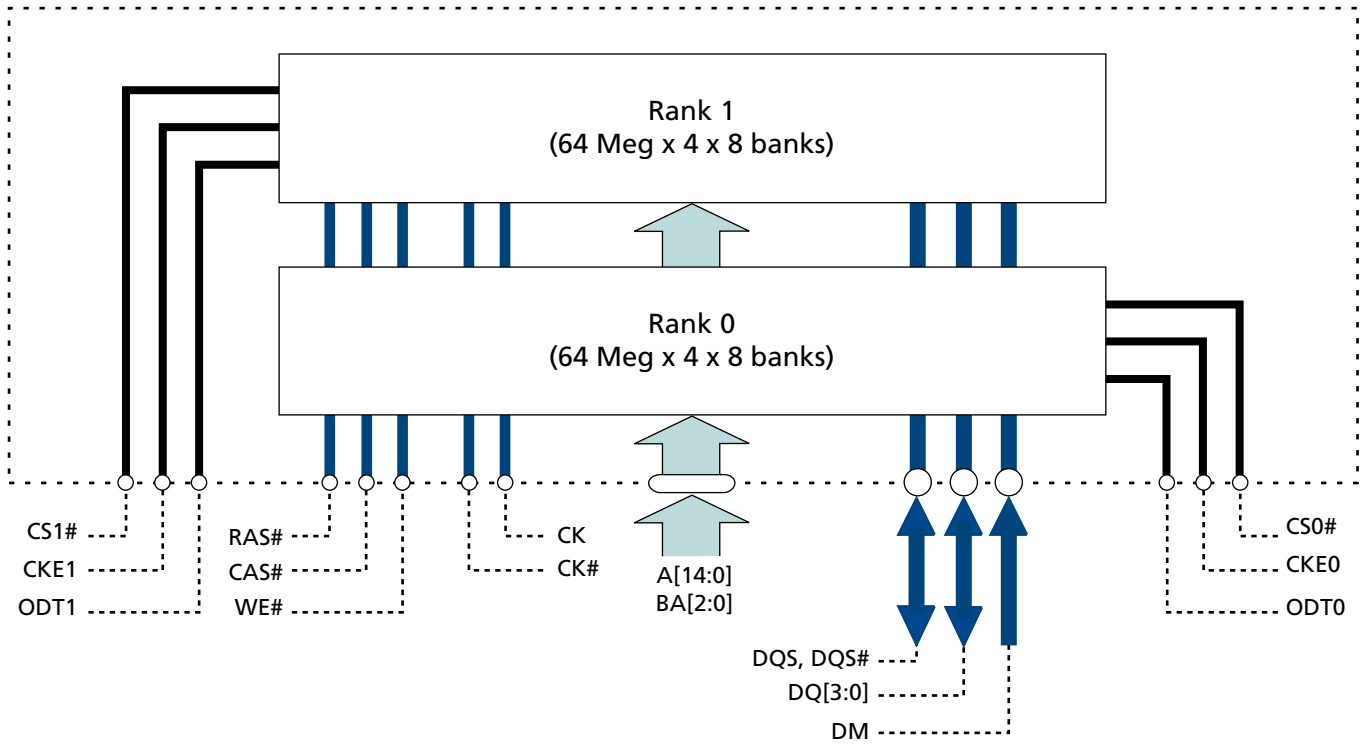 Rank 1
(64 Meg x 4 x 8 banks)
Rank 0
(64 Meg x 4 x 8 banks)
CS1#
CKE1
ODT1
RAS#
CAS#
WE#
CK
CK#
A[14:0]
BA[2:0]
DQS, DQS#
DQ[3:0]
DM
CS0#
CKE0
ODT0